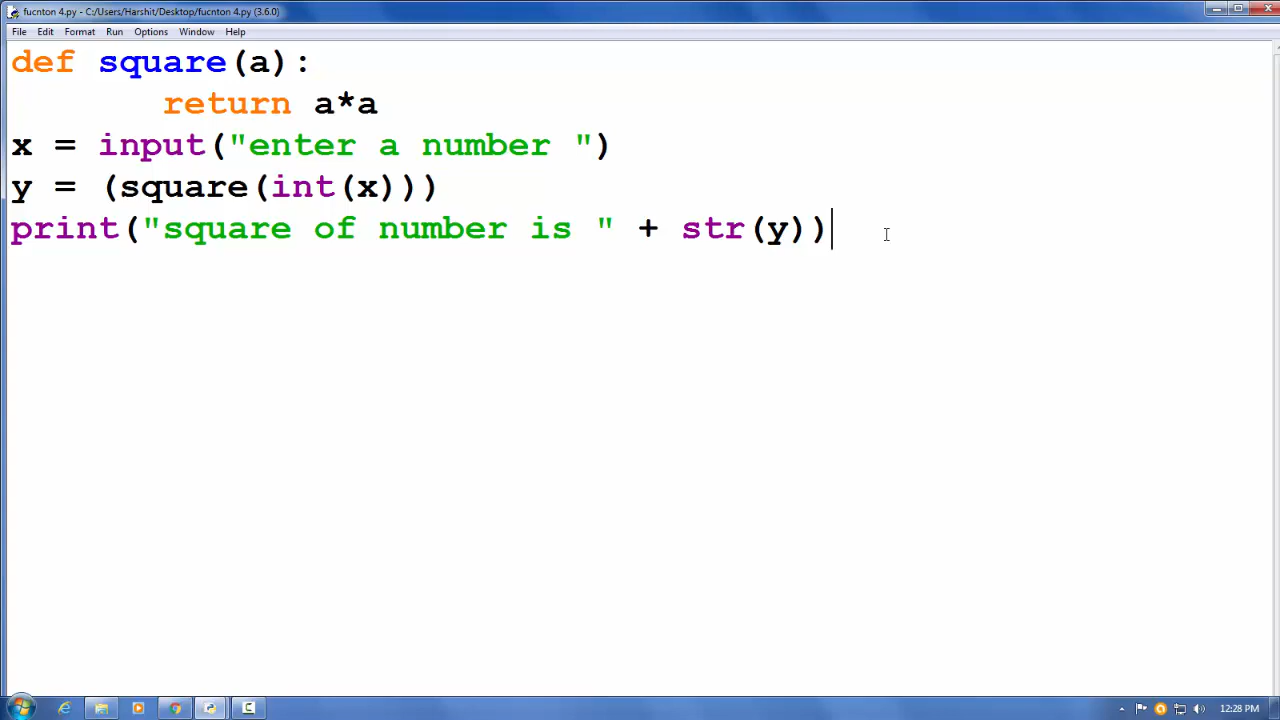 fucnton 4.py - C:/Users/Harshit/Desktop/fucnton 4.py (3.6.0)
File Edit Format Run Options Window Help
def square(a):
        return a*a
x = input("enter a number ")
y = (square(int(x)))
print("square of number is " + str(y))
12:28 PM